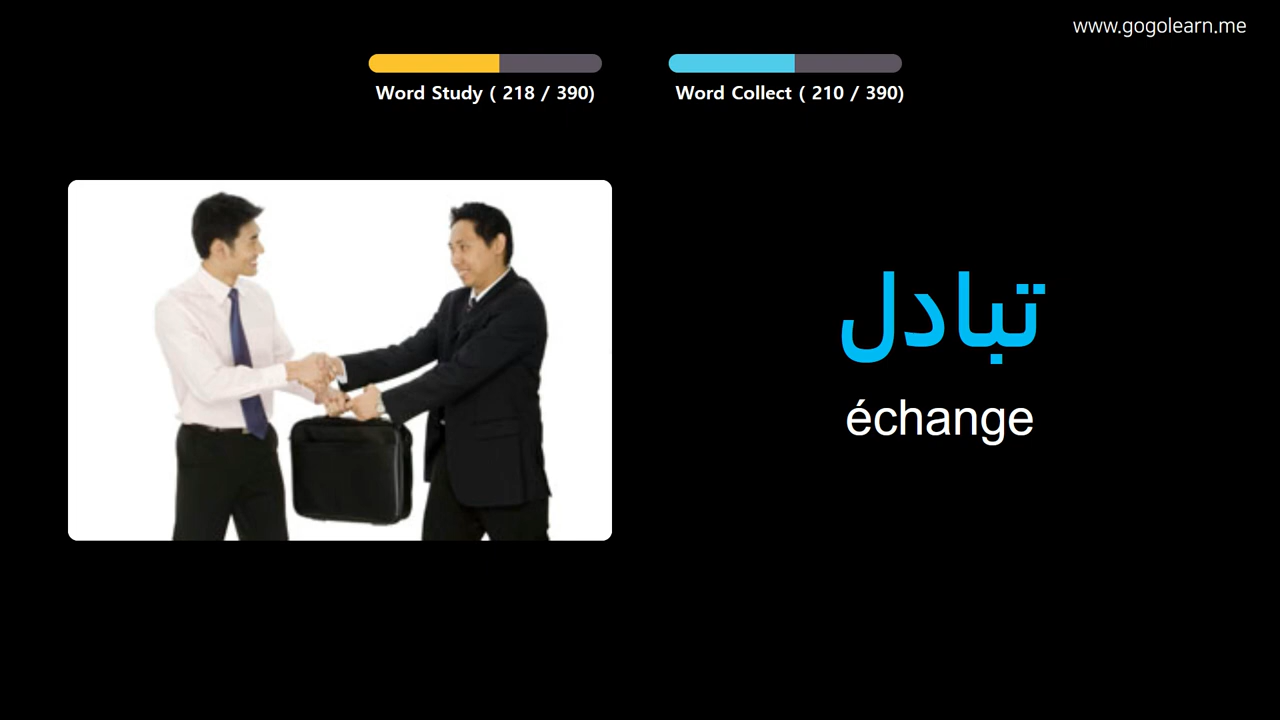 www.gogolearn.me
Word Study ( 218 / 390)
Word Collect ( 210 / 390)
تبادل
échange